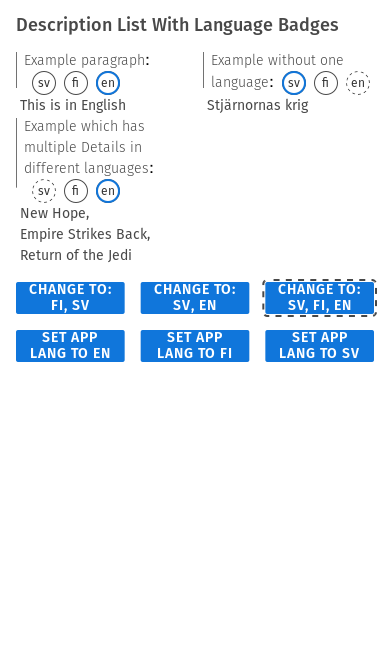 Description List With Language Badges
Example paragraph:
sv fi en
This is in English
Example without one
language: sv fi en
Stjärnornas krig
Example which has
multiple Details in
different languages:
sv fi en
New Hope,
Empire Strikes Back,
Return of the Jedi
CHANGE TO:
FI, SV
CHANGE TO:
SV, EN
CHANGE TO:
SV, FI, EN
SET APP
LANG TO EN
SET APP
LANG TO FI
SET APP
LANG TO SV